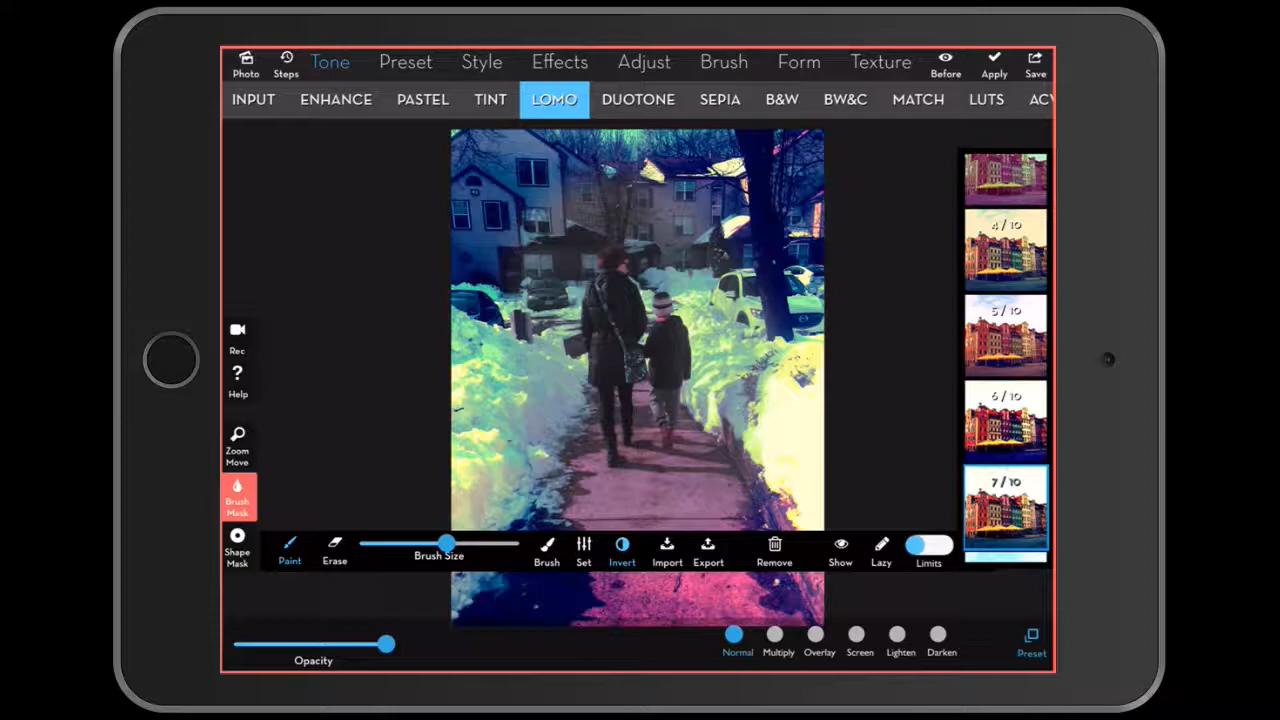 Photo Steps Tone Preset Style Effects Adjust Brush Form Texture Before Apply Save
INPUT ENHANCE PASTEL TINT LOMO DUOTONE SEPIA B&W BW&C MATCH LUTS ACV
4 / 10
5 / 10
Rec
Help
6 / 10
Zoom
Move
7 / 10
Brush
Mask
Shape
Mask
Paint Erase Brush Size Brush Set Invert Import Export Remove Show Lazy Limits
Opacity
Normal Multiply Overlay Screen Lighten Darken Preset